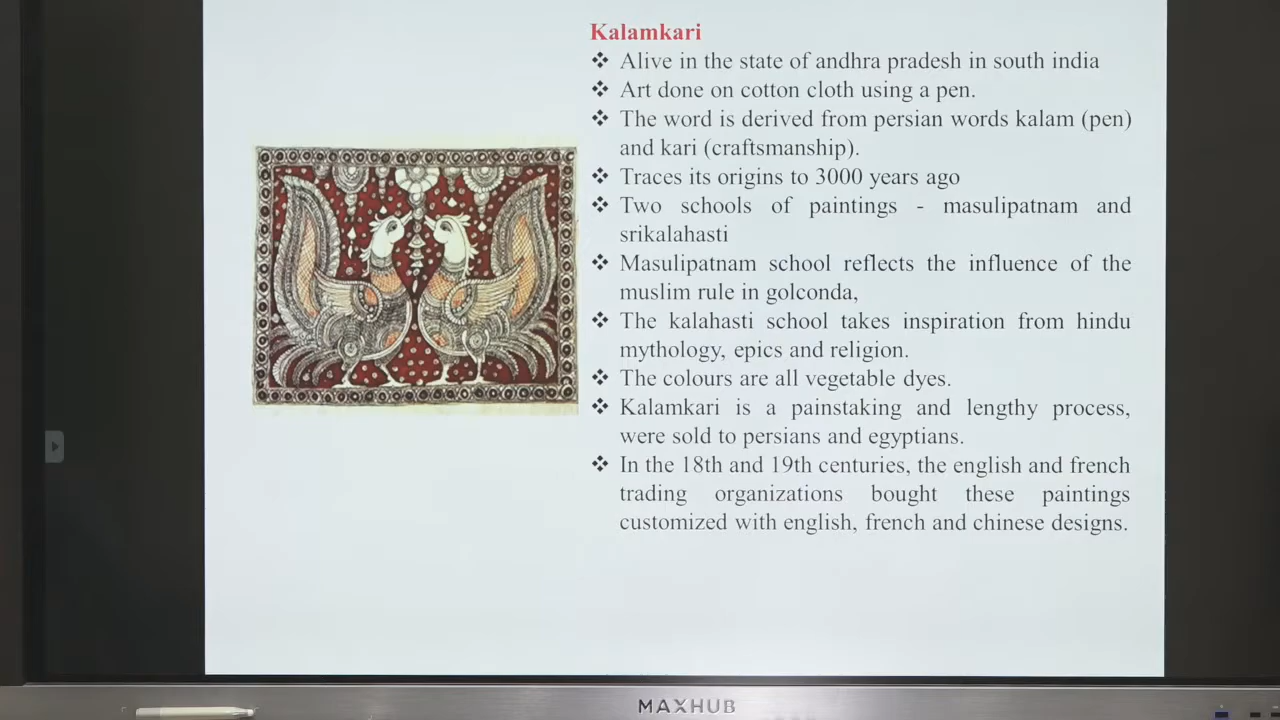 Kalamkari
❖ Alive in the state of andhra pradesh in south india
❖ Art done on cotton cloth using a pen.
❖ The word is derived from persian words kalam (pen)
and kari (craftsmanship).
❖ Traces its origins to 3000 years ago
❖ Two schools of paintings - masulipatnam and
srikalahasti
❖ Masulipatnam school reflects the influence of the
muslim rule in golconda,
❖ The kalahasti school takes inspiration from hindu
mythology, epics and religion.
❖ The colours are all vegetable dyes.
❖ Kalamkari is a painstaking and lengthy process,
were sold to persians and egyptians.
❖ In the 18th and 19th centuries, the english and french
trading organizations bought these paintings
customized with english, french and chinese designs.
MAXHUB